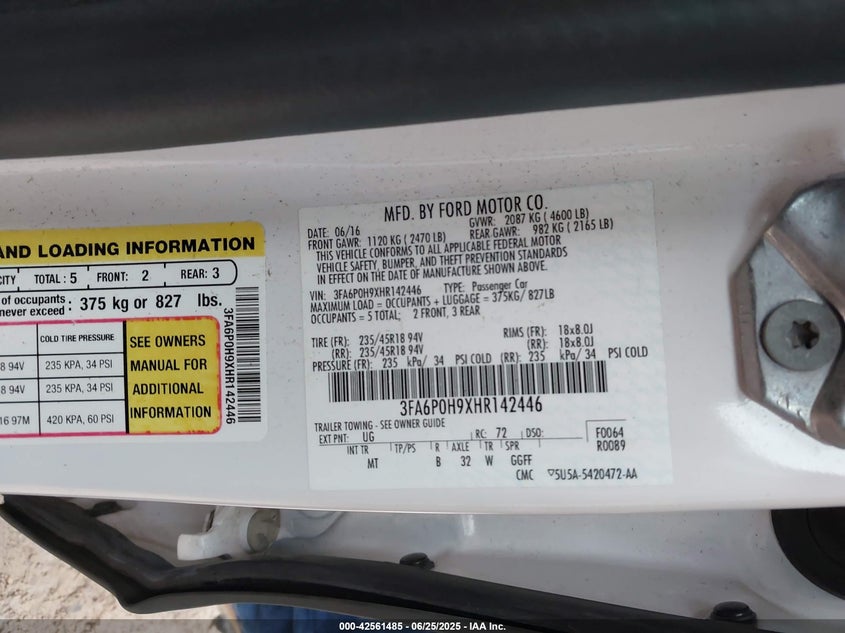 AND LOADING INFORMATION
CITY TOTAL: 5 FRONT: 2 REAR: 3
of occupants
never exceed : 375 kg or 827 lbs.
COLD TIRE PRESSURE
8 94V 235 KPA, 34 PSI
8 94V 235 KPA, 34 PSI
16 97M 420 KPA, 60 PSI
SEE OWNERS
MANUAL FOR
ADDITIONAL
INFORMATION
3FA6P0H9XHR142446
MFD. BY FORD MOTOR CO.
DATE: 06/16 GVWR: 2087 KG ( 4600 LB)
FRONT GAWR: 1120 KG ( 2470 LB) REAR GAWR: 982 KG ( 2165 LB)
THIS VEHICLE CONFORMS TO ALL APPLICABLE FEDERAL MOTOR
VEHICLE SAFETY, BUMPER, AND THEFT PREVENTION STANDARDS
IN EFFECT ON THE DATE OF MANUFACTURE SHOWN ABOVE.
VIN: 3FA6P0H9XHR142446 TYPE: Passenger Car
MAXIMUM LOAD = OCCUPANTS + LUGGAGE = 375KG/ 827LB
OCCUPANTS = 5 TOTAL; 2 FRONT, 3 REAR
TIRE (FR): 235/45R18 94V RIMS (FR): 18x8.0J
(RR): 235/45R18 94V (RR): 18x8.0J
PRESSURE (FR): 235 kPa/ 34 PSI COLD (RR): 235 kPa/ 34 PSI COLD
3FA6P0H9XHR142446
TRAILER TOWING - SEE OWNER GUIDE
EXT PNT: UG RC: 72 DSO: F0064
INT TR TP/PS R AXLE TR SPR R0089
MT B 32 W GGFF
CMC ▽5U5A-5420472-AA
000-42561485 - 06/25/2025 - IAA Inc.